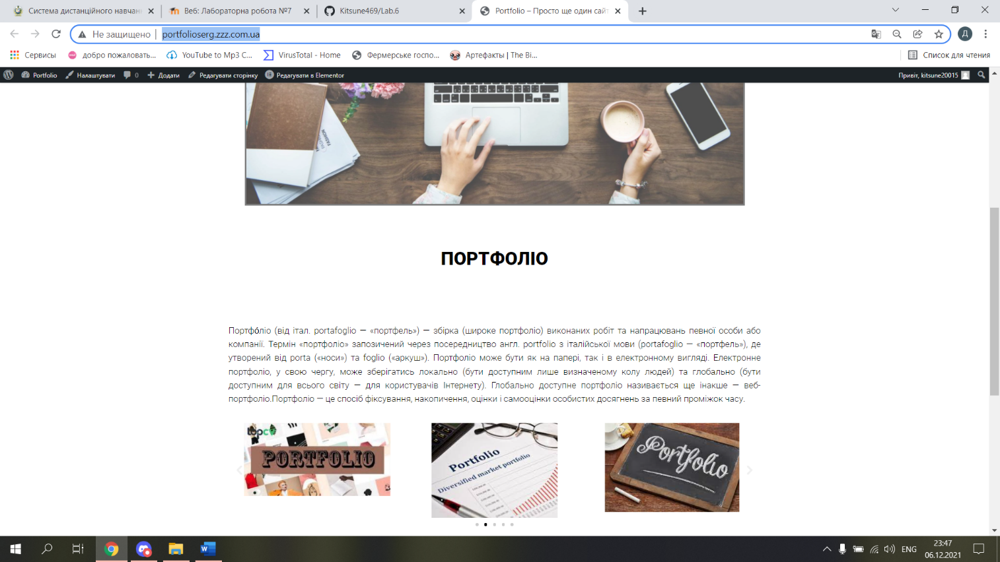 Система дистанційного навчан
Веб: Лабораторна робота №7
Kitsune469/Lab.6
Portfolio – Просто ще один сайт
Не защищено
portfolioserg.zzz.com.ua
Д
Сервисы
добро пожаловать...
YouTube to Mp3 C...
VirusTotal - Home
Фермерське госпо...
Артефакты | The Bi...
Список для чтения
Portfolio
Налаштувати
0
Додати
Редагувати сторінку
Редагувати в Elementor
Привіт, kitsune20015
FASHION
ПОРТФОЛІО
Портфо́ліо (від італ. portafoglio — «портфель») — збірка (широке портфоліо) виконаних робіт та напрацювань певної особи або
компанії. Термін «портфоліо» запозичений через посередництво англ. portfolio з італійської мови (portafoglio — «портфель»), де
утворений від porta («носи») та foglio («аркуш»). Портфоліо може бути як на папері, так і в електронному вигляді. Електронне
портфоліо, у свою чергу, може зберігатись локально (бути доступним лише визначеному колу людей) та глобально (бути
доступним для всього світу — для користувачів Інтернету). Глобально доступне портфоліо називається ще інакше — веб-
портфоліо.Портфоліо — це спосіб фіксування, накопичення, оцінки і самооцінки особистих досягнень за певний проміжок часу.
topcv
PORTFOLIO
Portfolio
Diversified market portfolio
Portfolio
ENG
23:47
06.12.2021